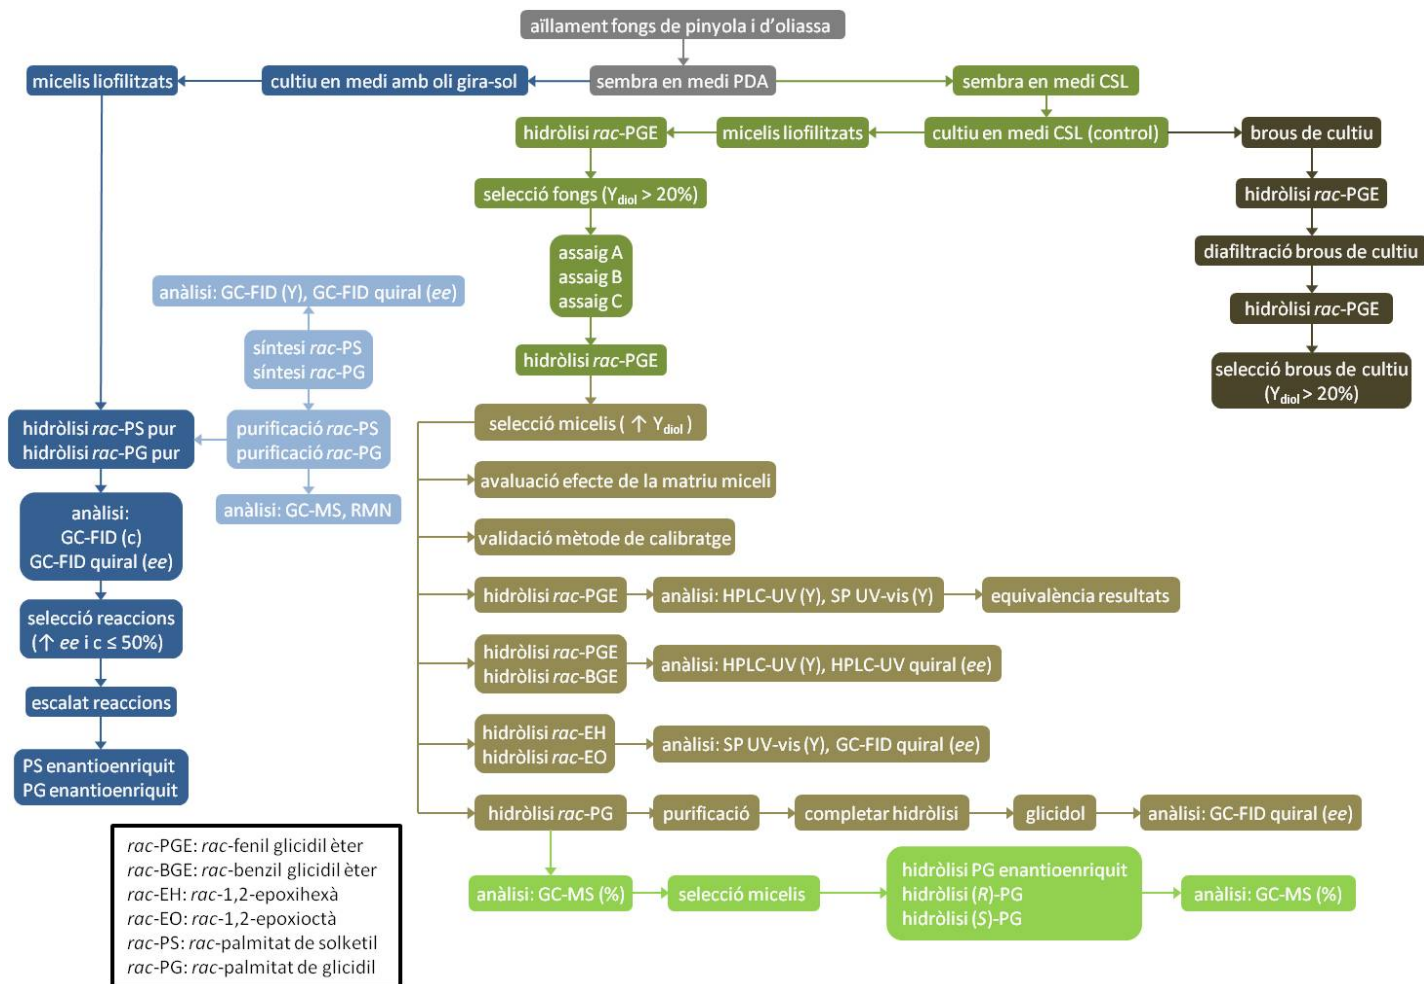 aïllament fongs de pinyola i d'oliassa
micelis liofilitzats
cultiu en medi amb oli gira-sol
sembra en medi PDA
sembra en medi CSL
hidròlisi rac-PGE
micelis liofilitzats
cultiu en medi CSL (control)
brous de cultiu
selecció fongs (Ydiol > 20%)
hidròlisi rac-PGE
assaig A
assaig B
assaig C
diafiltració brous de cultiu
anàlisi: GC-FID (Y), GC-FID quiral (ee)
hidròlisi rac-PGE
síntesi rac-PS
síntesi rac-PG
hidròlisi rac-PGE
selecció brous de cultiu
(Ydiol > 20%)
hidròlisi rac-PS pur
hidròlisi rac-PG pur
purificació rac-PS
purificació rac-PG
selecció micelis ( ↑ Ydiol )
avaluació efecte de la matriu miceli
anàlisi: GC-MS, RMN
anàlisi:
GC-FID (c)
GC-FID quiral (ee)
validació mètode de calibratge
hidròlisi rac-PGE
anàlisi: HPLC-UV (Y), SP UV-vis (Y)
equivalència resultats
selecció reaccions
(↑ ee i c ≤ 50%)
hidròlisi rac-PGE
hidròlisi rac-BGE
anàlisi: HPLC-UV (Y), HPLC-UV quiral (ee)
escalat reaccions
hidròlisi rac-EH
hidròlisi rac-EO
anàlisi: SP UV-vis (Y), GC-FID quiral (ee)
PS enantioenriquit
PG enantioenriquit
hidròlisi rac-PG
purificació
completar hidròlisi
glicidol
anàlisi: GC-FID quiral (ee)
anàlisi: GC-MS (%)
selecció micelis
hidròlisi PG enantioenriquit
hidròlisi (R)-PG
hidròlisi (S)-PG
anàlisi: GC-MS (%)
rac-PGE: rac-fenil glicidil èter
rac-BGE: rac-benzil glicidil èter
rac-EH: rac-1,2-epoxihexà
rac-EO: rac-1,2-epoxioctà
rac-PS: rac-palmitat de solketil
rac-PG: rac-palmitat de glicidil